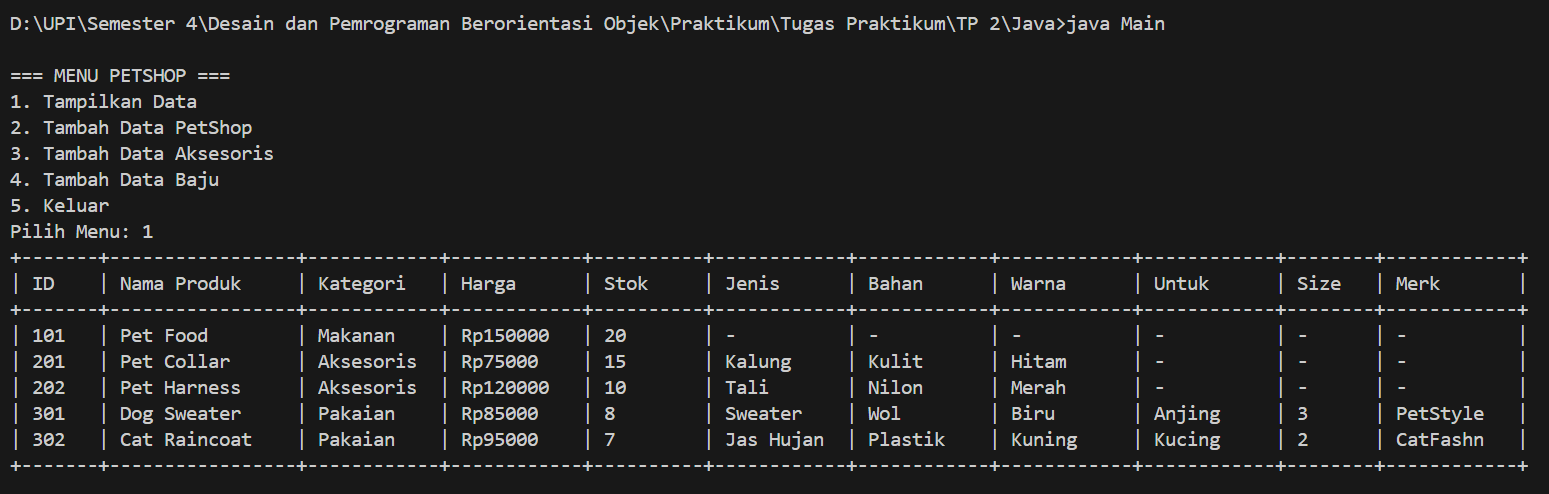 D:\UPI\Semester 4\Desain dan Pemrograman Berorientasi Objek\Praktikum\Tugas Praktikum\TP 2\Java>java Main

=== MENU PETSHOP ===
1. Tampilkan Data
2. Tambah Data PetShop
3. Tambah Data Aksesoris
4. Tambah Data Baju
5. Keluar
Pilih Menu: 1
+-------+-----------------+------------+------------+----------+------------+------------+------------+------------+--------+------------+
| ID    | Nama Produk     | Kategori   | Harga      | Stok     | Jenis      | Bahan      | Warna      | Untuk      | Size   | Merk       |
+-------+-----------------+------------+------------+----------+------------+------------+------------+------------+--------+------------+
| 101   | Pet Food        | Makanan    | Rp150000   | 20       | -          | -          | -          | -          | -      | -          |
| 201   | Pet Collar      | Aksesoris  | Rp75000    | 15       | Kalung     | Kulit      | Hitam      | -          | -      | -          |
| 202   | Pet Harness     | Aksesoris  | Rp120000   | 10       | Tali       | Nilon      | Merah      | -          | -      | -          |
| 301   | Dog Sweater     | Pakaian    | Rp85000    | 8        | Sweater    | Wol        | Biru       | Anjing     | 3      | PetStyle   |
| 302   | Cat Raincoat    | Pakaian    | Rp95000    | 7        | Jas Hujan  | Plastik    | Kuning     | Kucing     | 2      | CatFashn   |
+-------+-----------------+------------+------------+----------+------------+------------+------------+------------+--------+------------+